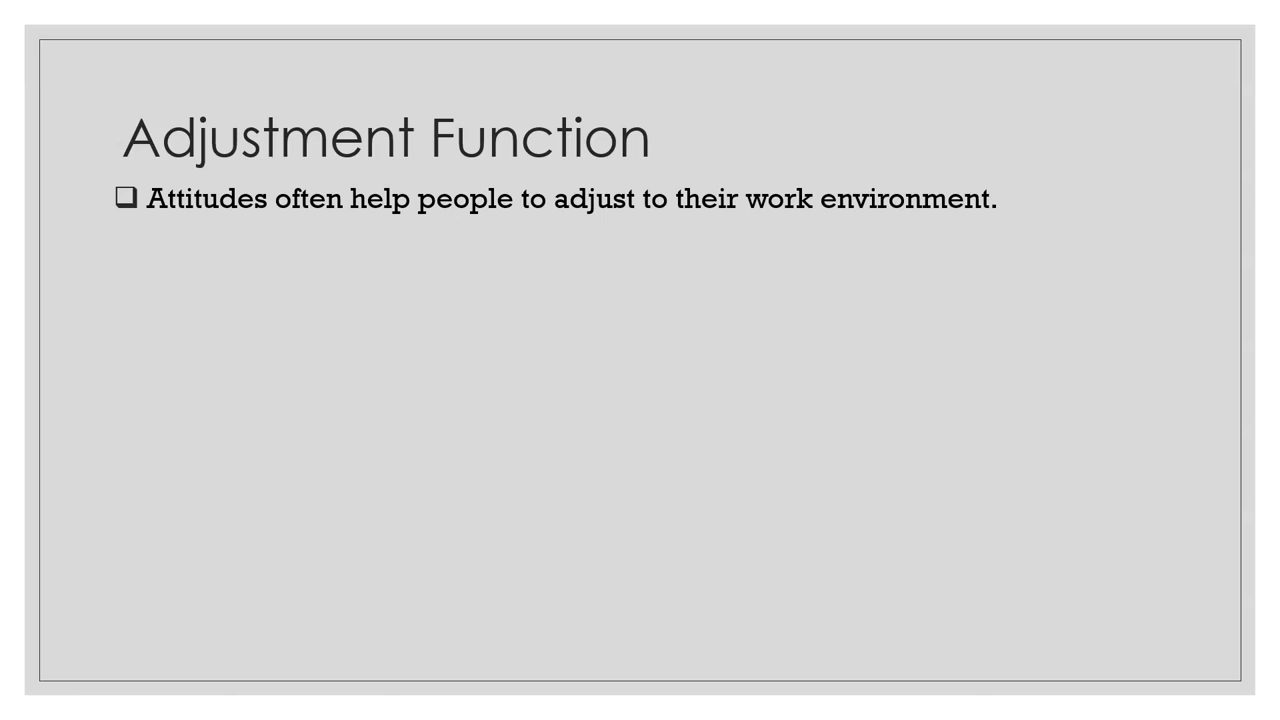 Adjustment Function
❑ Attitudes often help people to adjust to their work environment.